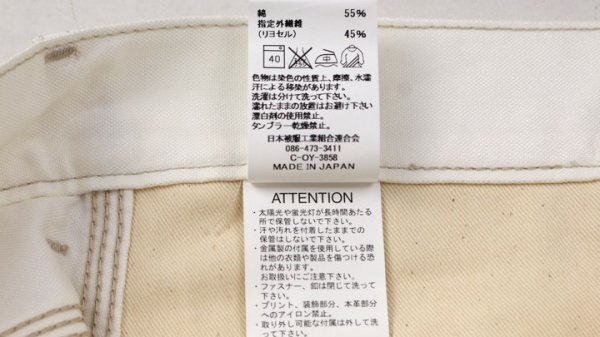 綿 55%
指定外繊維
(リヨセル) 45%
40
色物は染色の性質上、摩擦、水濡
汗による移染があります。
洗濯は分けて洗って下さい。
濡れたままの放置はお避け下さい
漂白剤の使用禁止。
タンブラー乾燥禁止。
日本被服工業組合連合会
086-473-3411
C-OY-3858
MADE IN JAPAN
ATTENTION
・太陽光や蛍光灯が長時間あたる
所で保管しないで下さい。
・汗や汚れを付着したままでの
保管はしないで下さい。
・金属製の付属を使用している際
は他の衣類や製品を傷つける恐
れがあります。
お取扱いにご注意下さい。
・ファスナー、釦は閉じて洗って
下さい。
・プリント、装飾部分、本革部分
へのアイロン禁止。
・取り外し可能な付属は外して洗
って下さい。